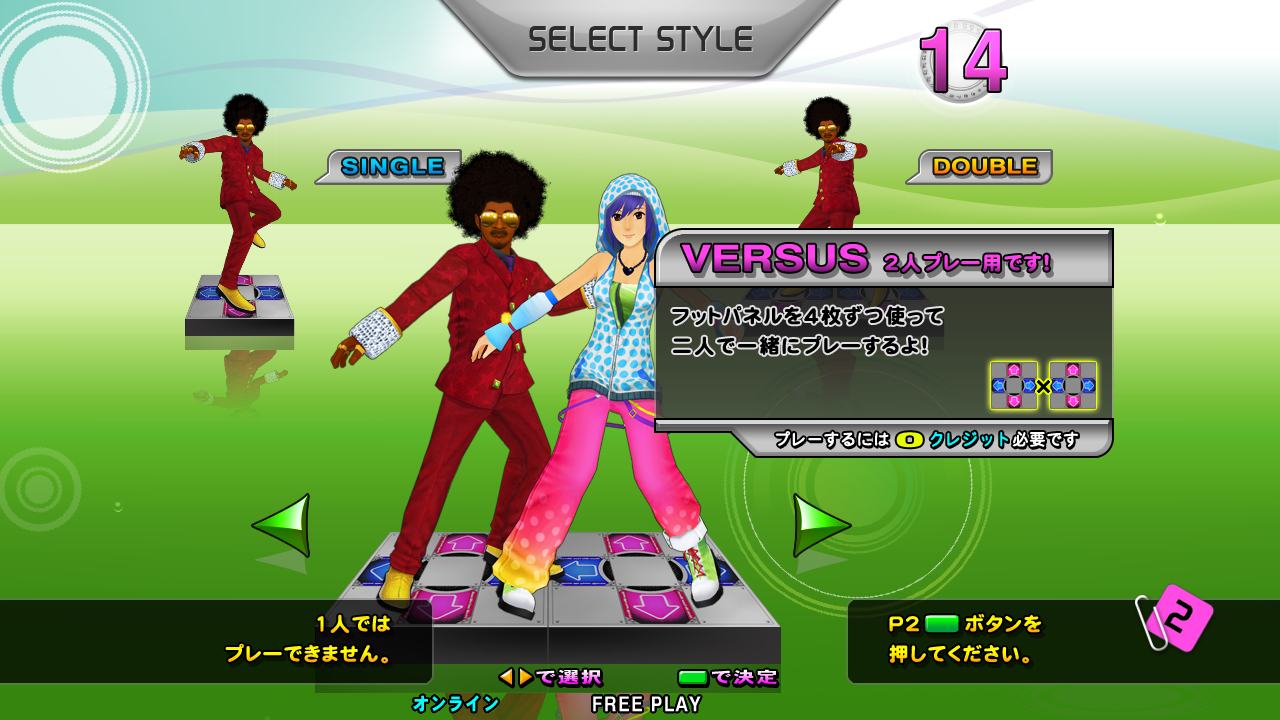 SELECT STYLE
14
SINGLE
DOUBLE
VERSUS 2人プレー用です!
フットパネルを4枚ずつ使って
二人で一緒にプレーするよ!
プレーするには 0 クレジット必要です
1人では
プレーできません。
P2 ボタンを
押してください。
2
で選択 で決定
オンライン FREE PLAY